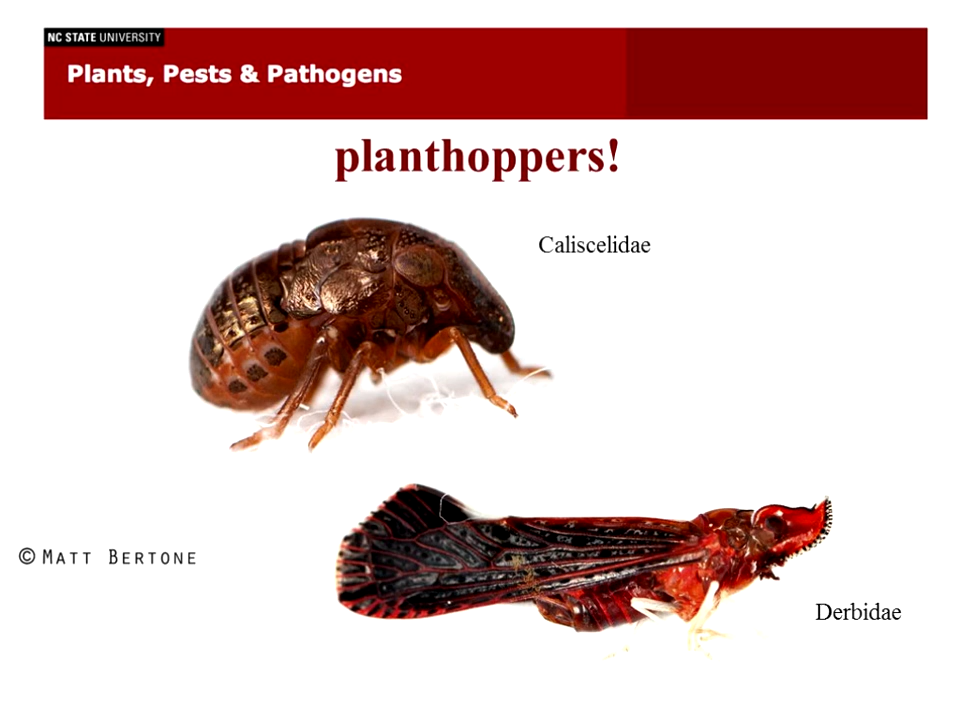 NC STATE UNIVERSITY
Plants, Pests & Pathogens
planthoppers!
Caliscelidae
© MATT BERTONE
Derbidae